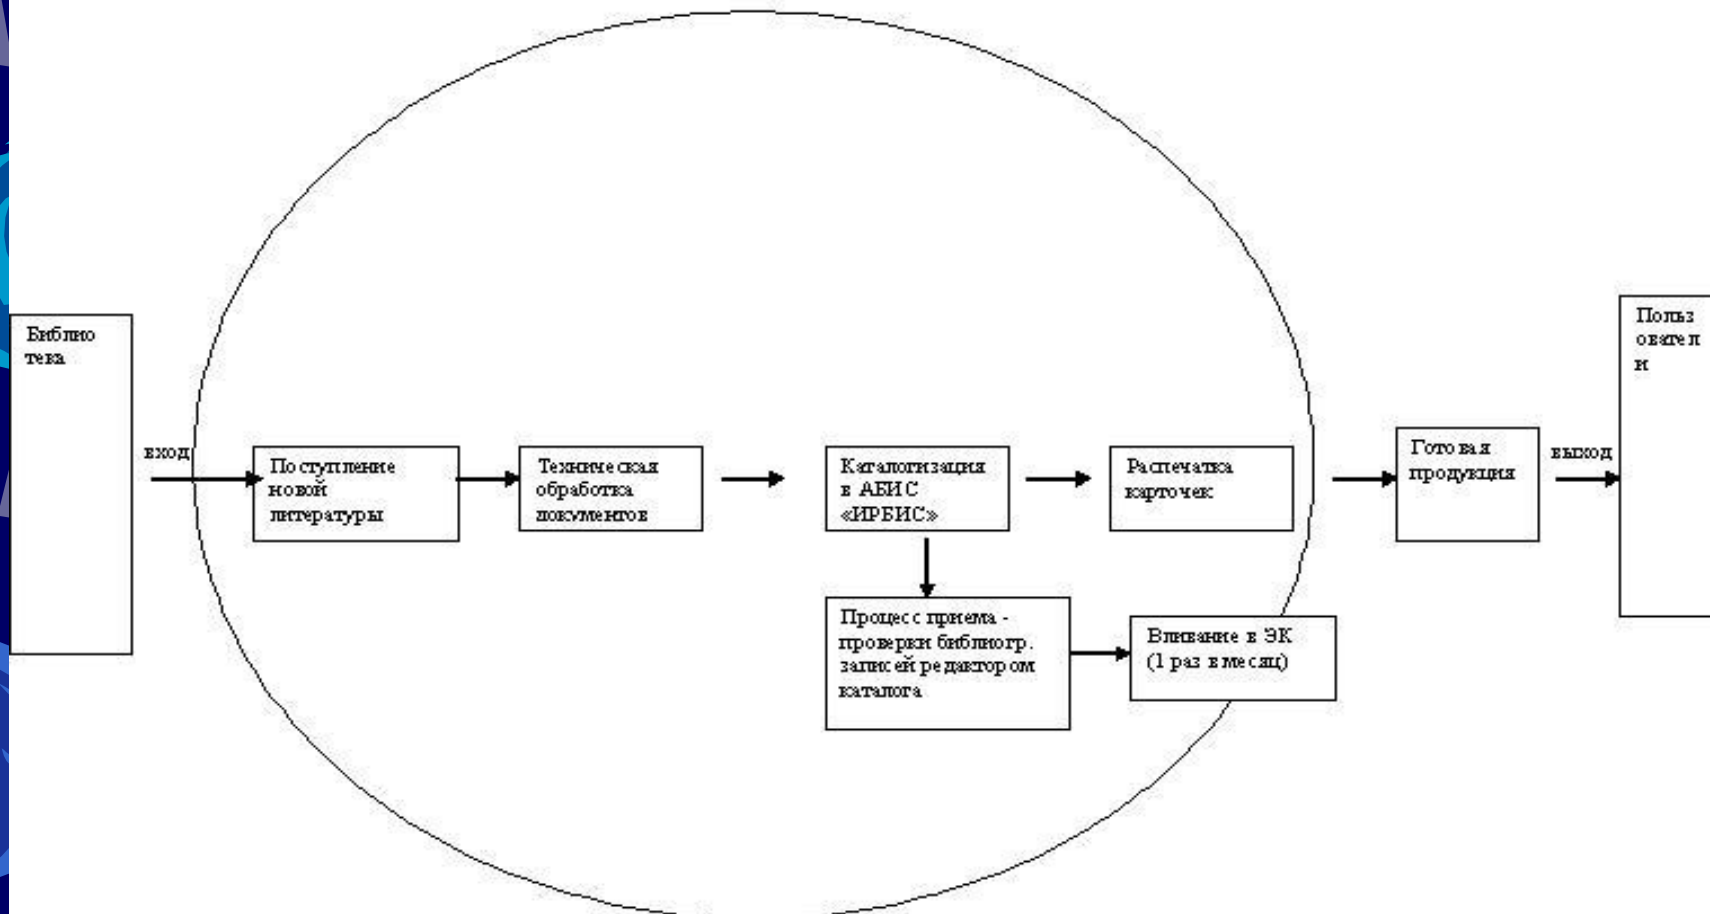 Библио
тека
вход
Поступление
новой
литературы
Техническая
обработка
документов
Каталогизация
в АБИС
«ИРБИС»
Распечатка
карточек
Готовая
продукция
выход
Польз
овател
и
Процесс приема -
проверки библиогр.
записей редактором
каталога
Вливание в ЭК
(1 раз в месяц)